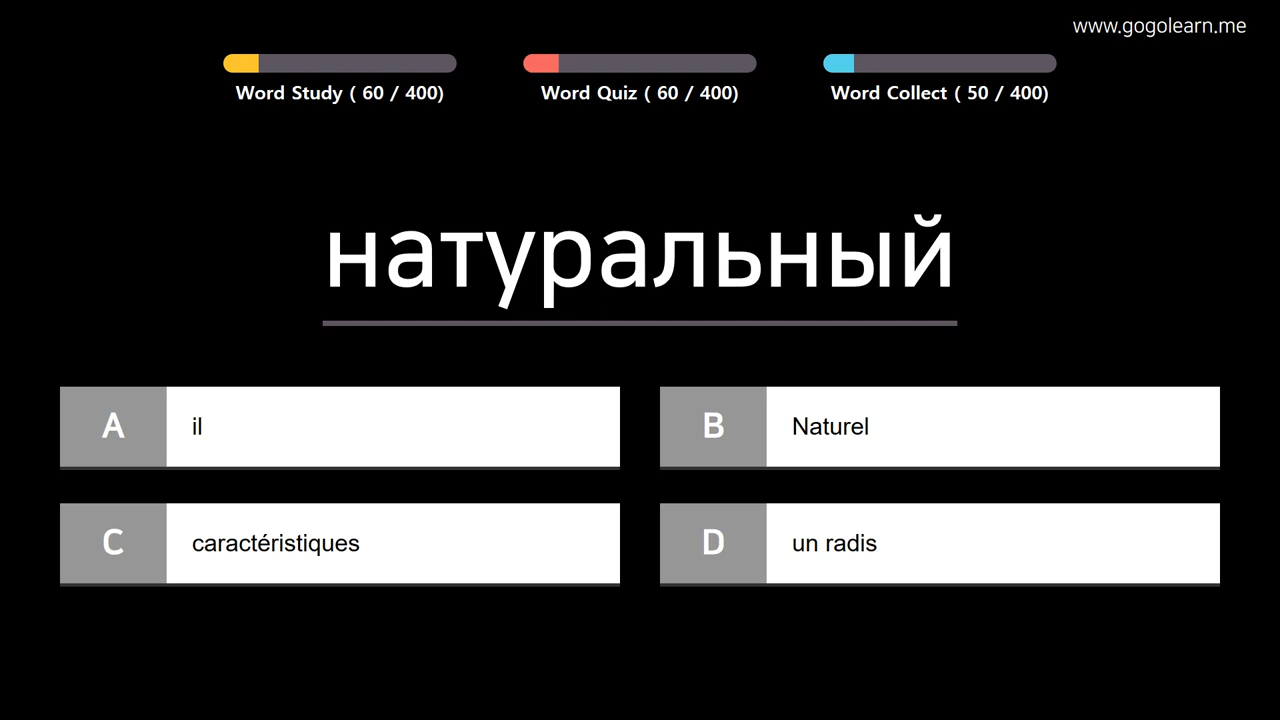 www.gogolearn.me
Word Study ( 60 / 400)
Word Quiz ( 60 / 400)
Word Collect ( 50 / 400)
натуральный
A il
B Naturel
C caractéristiques
D un radis